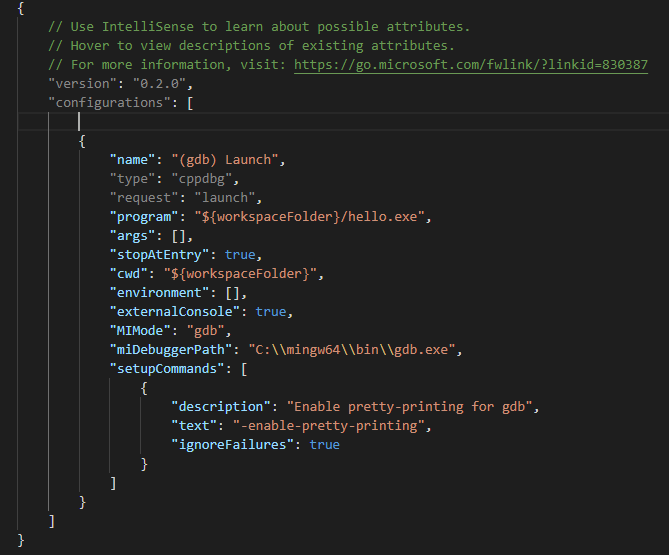 {
    // Use IntelliSense to learn about possible attributes.
    // Hover to view descriptions of existing attributes.
    // For more information, visit: https://go.microsoft.com/fwlink/?linkid=830387
    "version": "0.2.0",
    "configurations": [
        {
            "name": "(gdb) Launch",
            "type": "cppdbg",
            "request": "launch",
            "program": "${workspaceFolder}/hello.exe",
            "args": [],
            "stopAtEntry": true,
            "cwd": "${workspaceFolder}",
            "environment": [],
            "externalConsole": true,
            "MIMode": "gdb",
            "miDebuggerPath": "C:\\mingw64\\bin\\gdb.exe",
            "setupCommands": [
                {
                    "description": "Enable pretty-printing for gdb",
                    "text": "-enable-pretty-printing",
                    "ignoreFailures": true
                }
            ]
        }
    ]
}